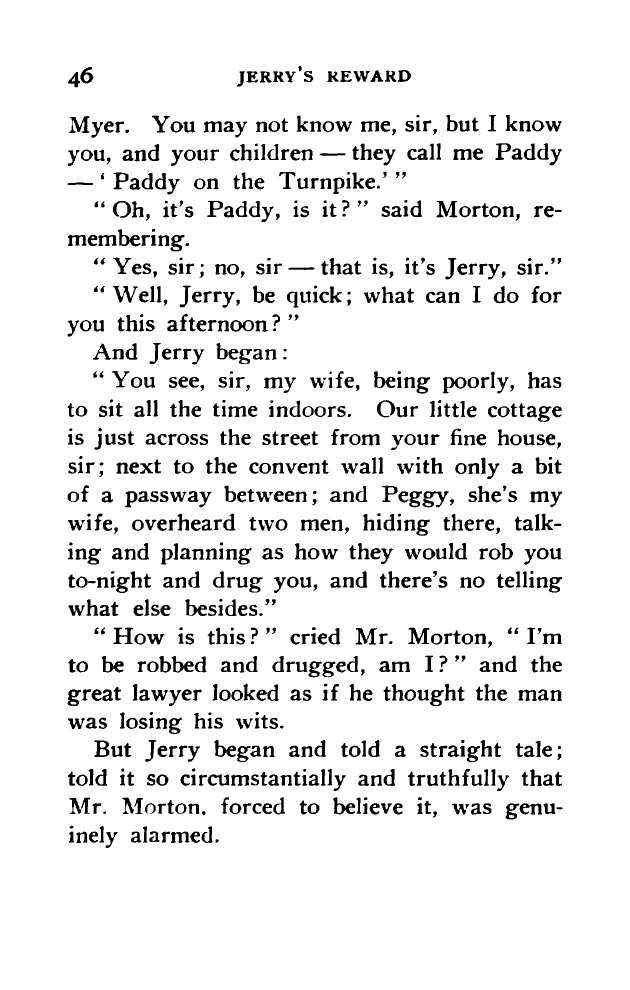 46 JERRY'S REWARD
Myer. You may not know me, sir, but I know
you, and your children — they call me Paddy
— ‘ Paddy on the Turnpike.’ ”
“ Oh, it's Paddy, is it? ” said Morton, re-
membering.
“ Yes, sir; no, sir — that is, it's Jerry, sir.”
“ Well, Jerry, be quick; what can I do for
you this afternoon? ”
And Jerry began:
“ You see, sir, my wife, being poorly, has
to sit all the time indoors. Our little cottage
is just across the street from your fine house,
sir; next to the convent wall with only a bit
of a passway between; and Peggy, she's my
wife, overheard two men, hiding there, talk-
ing and planning as how they would rob you
to-night and drug you, and there's no telling
what else besides.”
“ How is this? ” cried Mr. Morton, “ I'm
to be robbed and drugged, am I? ” and the
great lawyer looked as if he thought the man
was losing his wits.
But Jerry began and told a straight tale;
told it so circumstantially and truthfully that
Mr. Morton, forced to believe it, was genu-
inely alarmed.